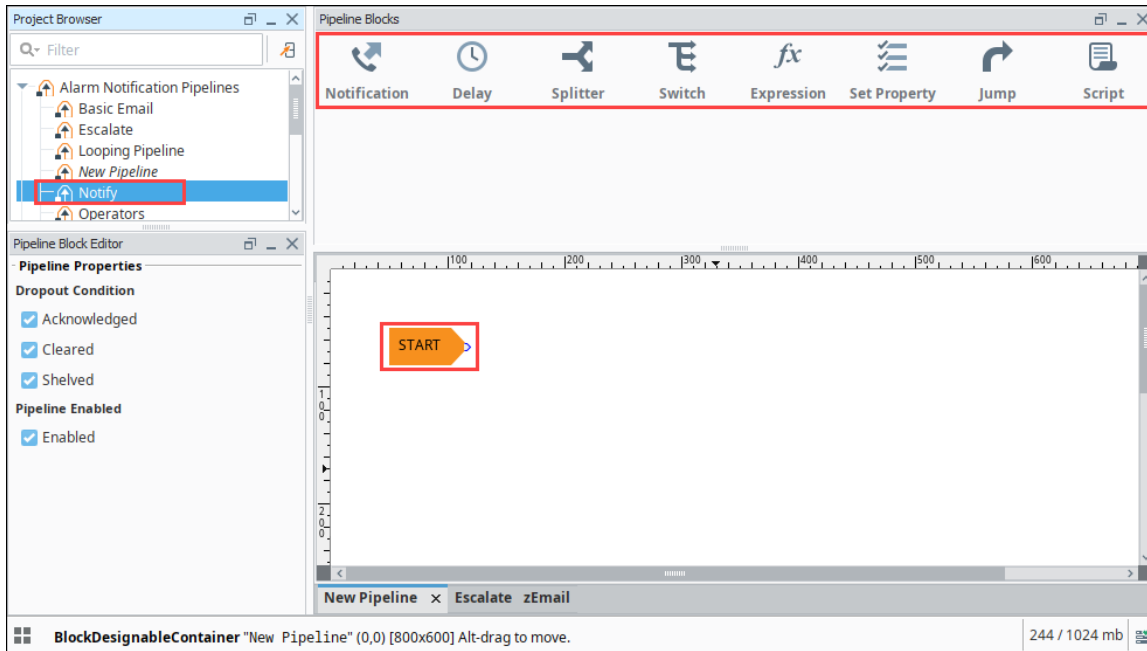 Project Browser
Filter
Alarm Notification Pipelines
Basic Email
Escalate
Looping Pipeline
New Pipeline
Notify
Operators
Pipeline Block Editor
Pipeline Properties
Dropout Condition
Acknowledged
Cleared
Shelved
Pipeline Enabled
Enabled
Pipeline Blocks
fx
Notification Delay Splitter Switch Expression Set Property Jump Script
100 200 300 400 500 600
START
100
200
New Pipeline x Escalate zEmail
BlockDesignableContainer "New Pipeline" (0,0) [800x600] Alt-drag to move.
244 / 1024 mb